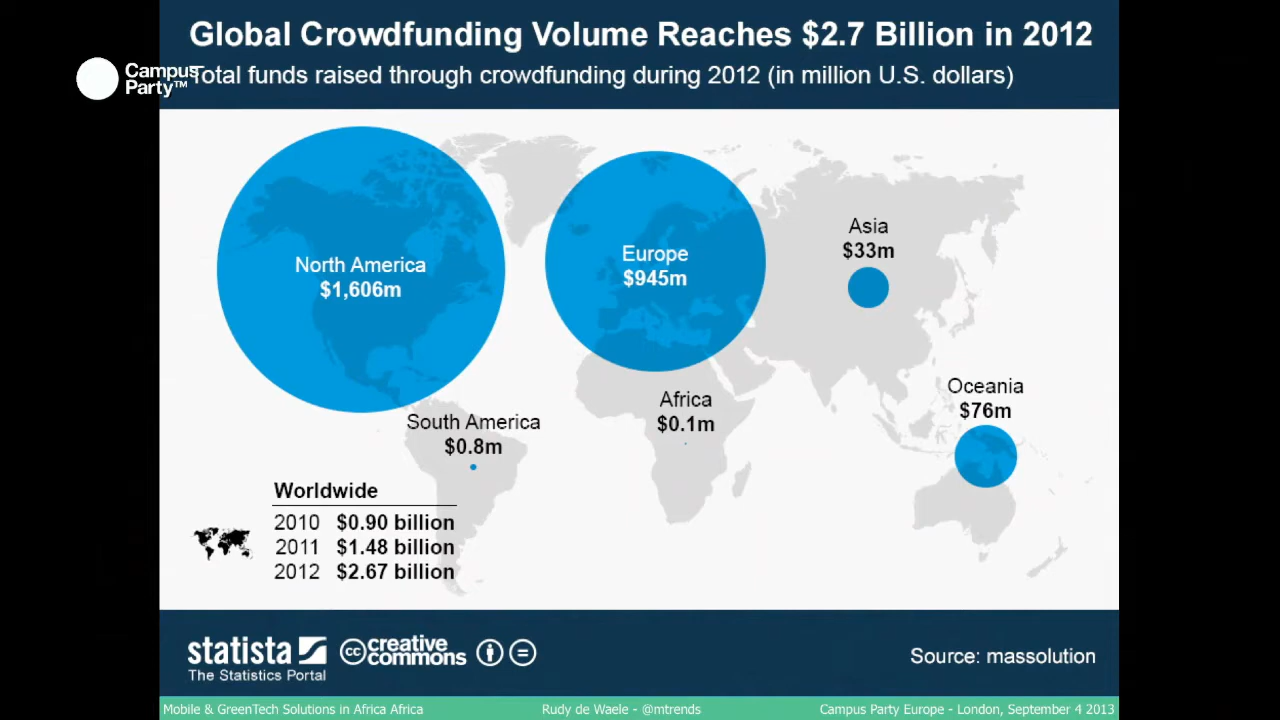 Global Crowdfunding Volume Reaches $2.7 Billion in 2012
Campus
Party™
Total funds raised through crowdfunding during 2012 (in million U.S. dollars)
North America
$1,606m
Europe
$945m
Asia
$33m
Oceania
$76m
Africa
$0.1m
South America
$0.8m
Worldwide
2010 $0.90 billion
2011 $1.48 billion
2012 $2.67 billion
statista
The Statistics Portal
cc creative
commons
=
Source: massolution
Mobile & GreenTech Solutions in Africa Africa
Rudy de Waele - @mtrends
Campus Party Europe - London, September 4 2013